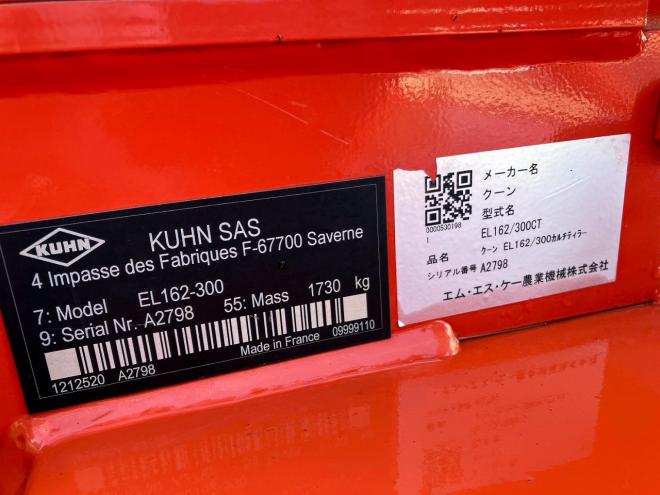 KUHN
KUHN SAS
4 Impasse des Fabriques F-67700 Saverne
7: Model EL162-300
9: Serial Nr. A2798 55: Mass 1730 kg
Made in France 09999110
1212520 A2798
メーカー名
クーン
型式名
0000530198
1
EL162/300CT
品名 クーン EL162/300カルチティラー
シリアル番号 A2798
エム・エス・ケー農業機械株式会社